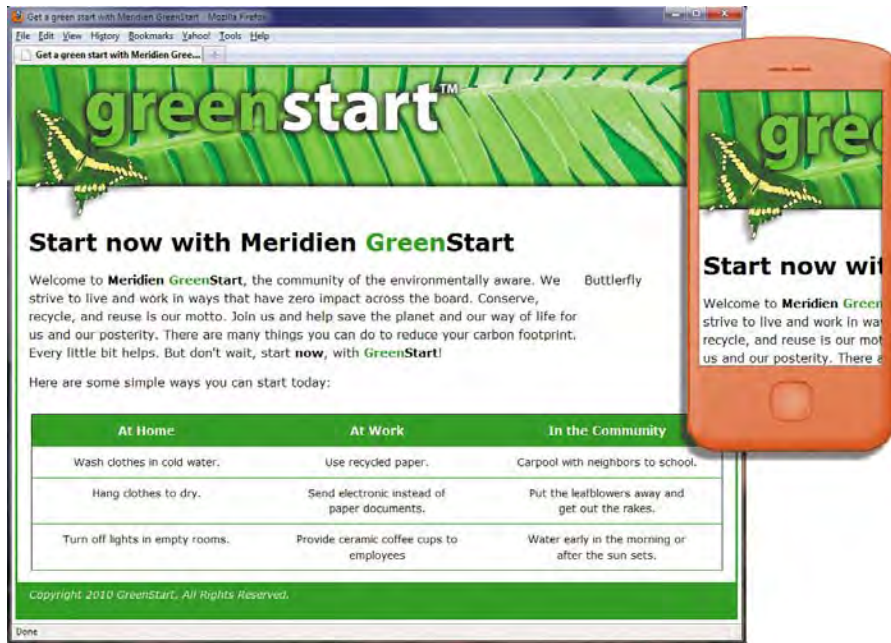 Get a green start with Meridien GreenStart - Mozilla Firefox
File Edit View History Bookmarks Yahoo! Tools Help
Get a green start with Meridien Gree...
greenstart™
Start now with Meridien GreenStart
Welcome to Meridien GreenStart, the community of the environmentally aware. We
strive to live and work in ways that have zero impact across the board. Conserve,
recycle, and reuse is our motto. Join us and help save the planet and our way of life for
us and our posterity. There are many things you can do to reduce your carbon footprint.
Every little bit helps. But don't wait, start now, with GreenStart!
Buttlerfly
Here are some simple ways you can start today:
At Home At Work In the Community
Wash clothes in cold water. Use recycled paper. Carpool with neighbors to school.
Hang clothes to dry. Send electronic instead of Put the leafblowers away and
paper documents. get out the rakes.
Turn off lights in empty rooms. Provide ceramic coffee cups to Water early in the morning or
employees after the sun sets.
Copyright 2010 GreenStart, All Rights Reserved.
Done
gree
Start now wit
Welcome to Meridien Green
strive to live and work in wa
recycle, and reuse is our mot
us and our posterity. There a